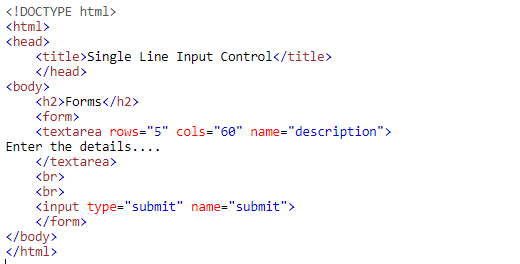 <!DOCTYPE html>
<html>
<head>
    <title>Single Line Input Control</title>
    </head>
<body>
    <h2>Forms</h2>
    <form>
    <textarea rows="5" cols="60" name="description">
Enter the details....
    </textarea>
    <br>
    <br>
    <input type="submit" name="submit">
    </form>
</body>
</html>